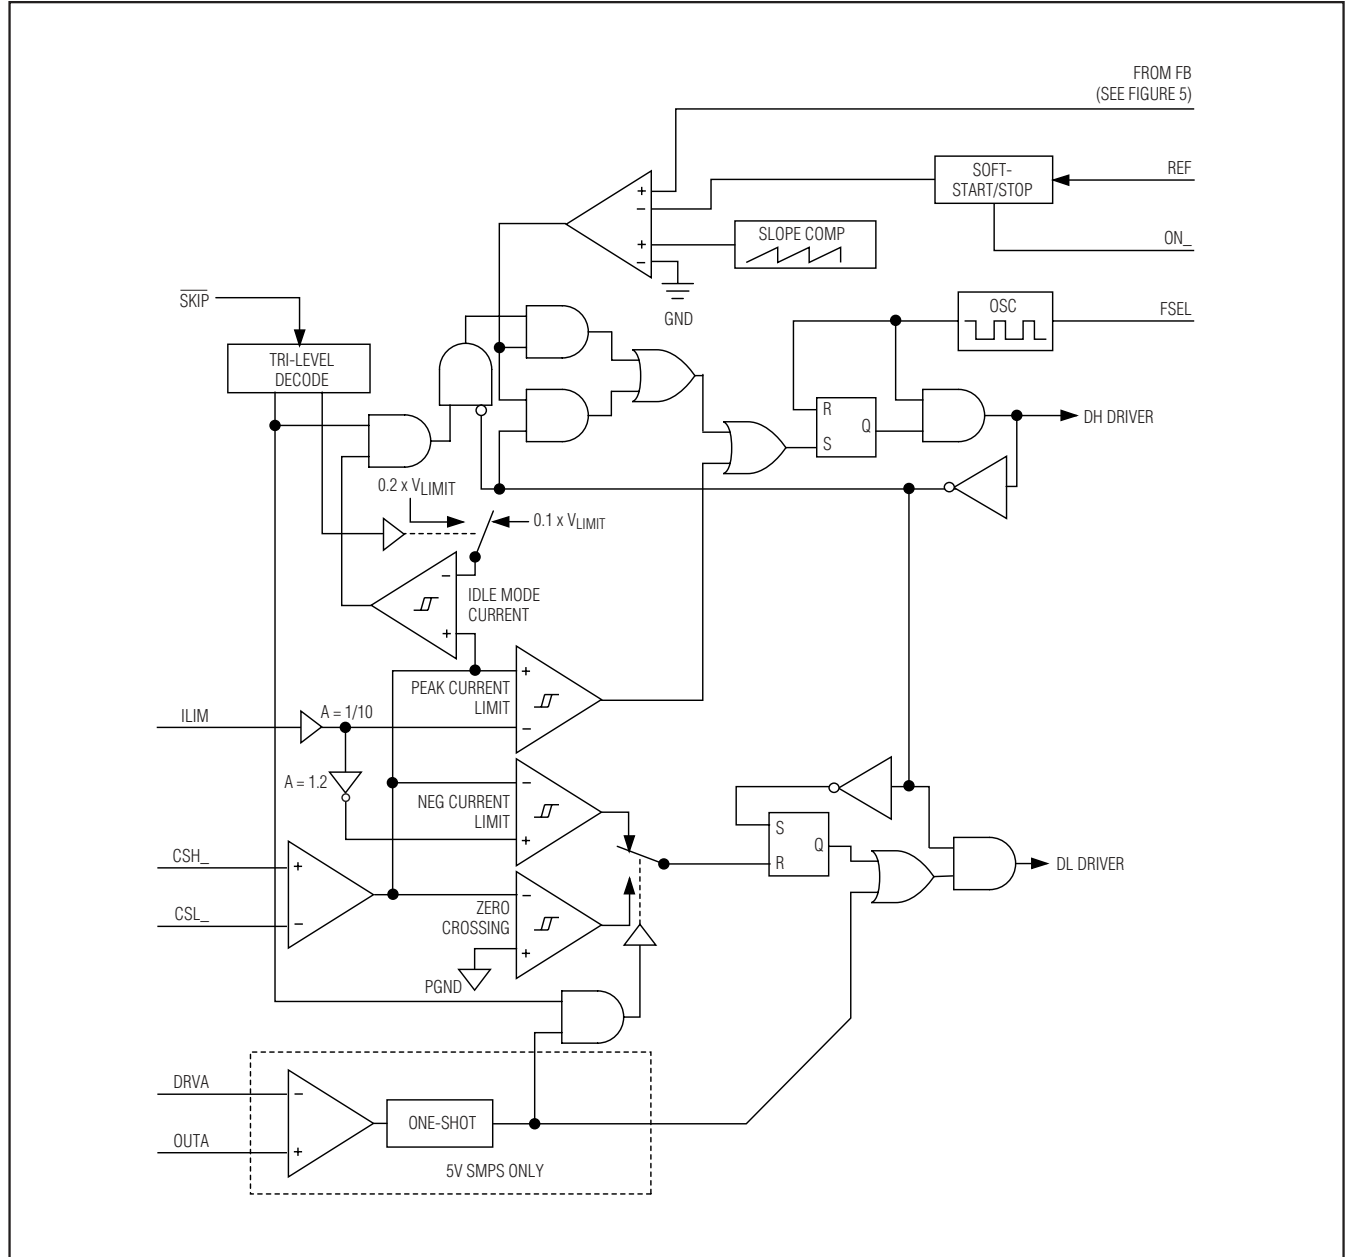 FROM FB
(SEE FIGURE 5)
SOFT-
START/STOP
REF
+
−
SLOPE COMP
ON_
+
−
SKIP
GND
OSC
FSEL
TRI-LEVEL
DECODE
R
Q
S
DH DRIVER
0.2 x VLIMIT
0.1 x VLIMIT
−
IDLE MODE
CURRENT
+
+
PEAK CURRENT
LIMIT
ILIM
A = 1/10
−
A = 1.2
−
NEG CURRENT
LIMIT
+
S
Q
R
CSH_
+
DL DRIVER
−
ZERO
CROSSING
CSL_
−
+
PGND
DRVA
−
ONE-SHOT
OUTA
+
5V SMPS ONLY